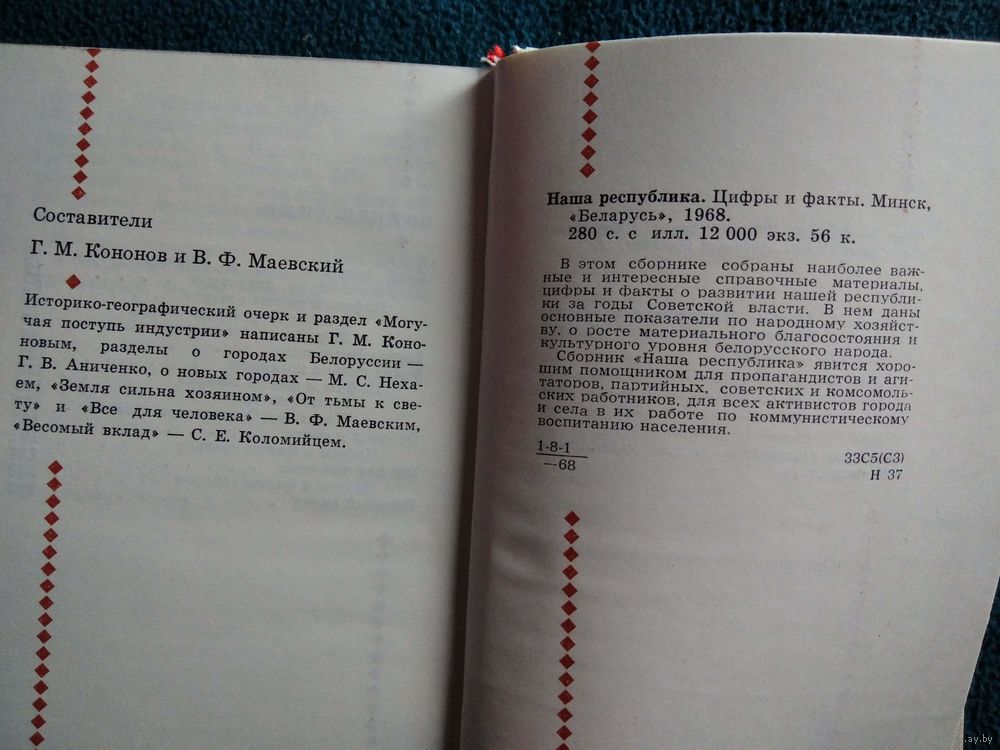 Составители
Г. М. Кононов и В. Ф. Маевский
Историко-географический очерк и раздел «Могу-
чая поступь индустрии» написаны Г. М. Коно-
новым, разделы о городах Белоруссии —
Г. В. Аниченко, о новых городах — М. С. Неха-
ем, «Земля сильна хозяином», «От тьмы к све-
ту» и «Все для человека» — В. Ф. Маевским,
«Весомый вклад» — С. Е. Коломийцем.
Наша республика. Цифры и факты. Минск,
«Беларусь», 1968.
280 с. с илл. 12 000 экз. 56 к.
В этом сборнике собраны наиболее важ-
ные и интересные справочные материалы,
цифры и факты о развитии нашей республи-
ки за годы Советской власти. В нем даны
основные показатели по народному хозяйст-
ву, о росте материального благосостояния и
культурного уровня белорусского народа.
Сборник «Наша республика» явится хоро-
шим помощником для пропагандистов и аги-
таторов, партийных, советских и комсомоль-
ских работников, для всех активистов города
и села в их работе по коммунистическому
воспитанию населения.
1-8-1
—68
33С5(С3)
Н 37
.ay.by